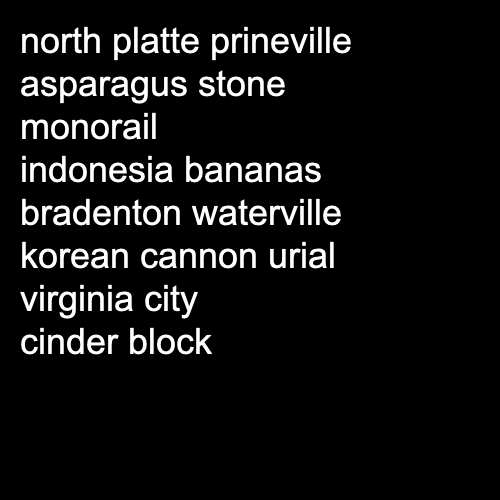 north platte prineville
asparagus stone
monorail
indonesia bananas
bradenton waterville
korean cannon urial
virginia city
cinder block